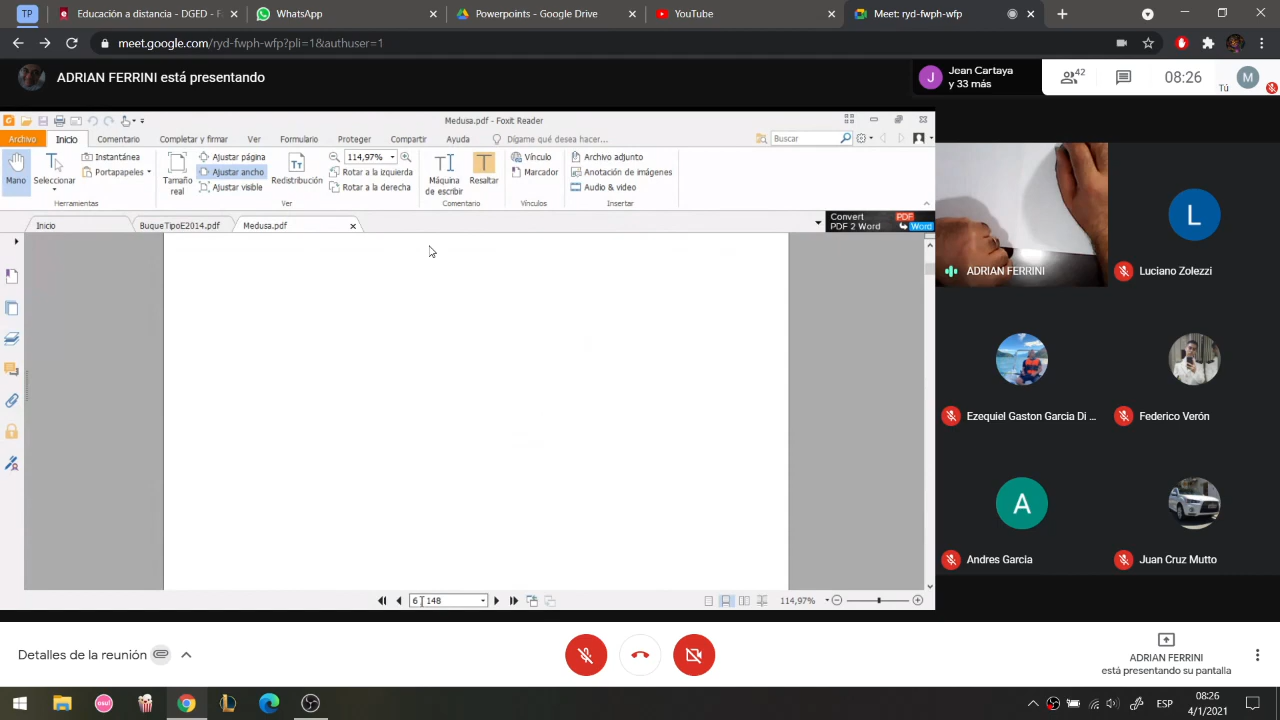 TP
Educación a distancia - DGED - F
WhatsApp
Powerpoints - Google Drive
YouTube
Meet: ryd-fwph-wfp
meet.google.com/ryd-fwph-wfp?pli=1&authuser=1
ADRIAN FERRINI está presentando
J
Jean Cartaya
y 33 más
42
08:26
Tú
M
Medusa.pdf - Foxit Reader
Archivo
Inicio
Comentario
Completar y firmar
Ver
Formulario
Proteger
Compartir
Ayuda
Dígame qué desea hacer...
Buscar
Mano
Seleccionar
Instantánea
Portapapeles
Herramientas
Tamaño
real
Ajustar página
Ajustar ancho
Ajustar visible
Redistribución
114,97%
Rotar a la izquierda
Rotar a la derecha
Ver
Máquina
de escribir
Resaltar
Comentario
Vínculo
Marcador
Vínculos
Archivo adjunto
Anotación de imágenes
Audio & video
Insertar
Inicio
BuqueTipoE2014.pdf
Medusa.pdf
Convert PDF
PDF 2 Word Word
ADRIAN FERRINI
L
Luciano Zolezzi
Ezequiel Gaston Garcia Di ...
Federico Verón
A
Andres Garcia
Juan Cruz Mutto
6 148
114,97%
Detalles de la reunión
ADRIAN FERRINI
está presentando su pantalla
osu!
ESP
08:26
4/1/2021